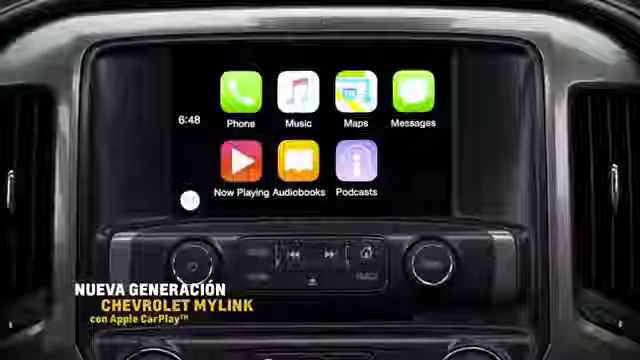 6:48
Phone
Music
Maps
Messages
Now Playing
Audiobooks
Podcasts
NUEVA GENERACIÓN
CHEVROLET MYLINK
con Apple CarPlay™